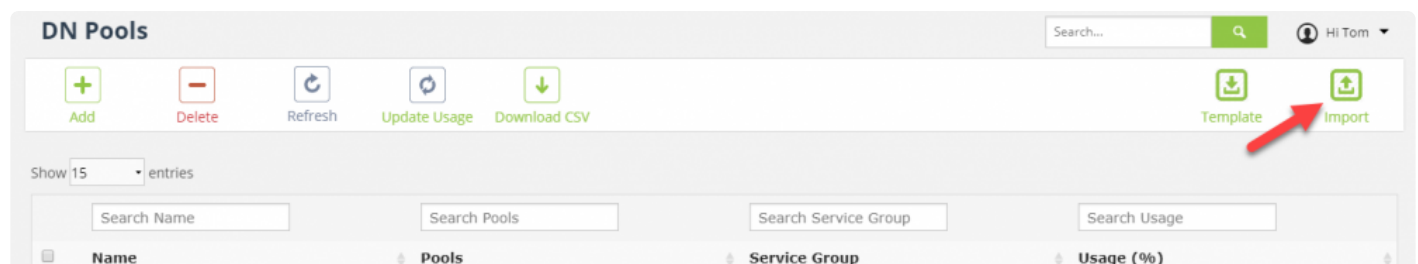 DN Pools
Search...
Hi Tom
Add Delete Refresh Update Usage Download CSV Template Import
Show 15 entries
Search Name Search Pools Search Service Group Search Usage
Name Pools Service Group Usage (%)